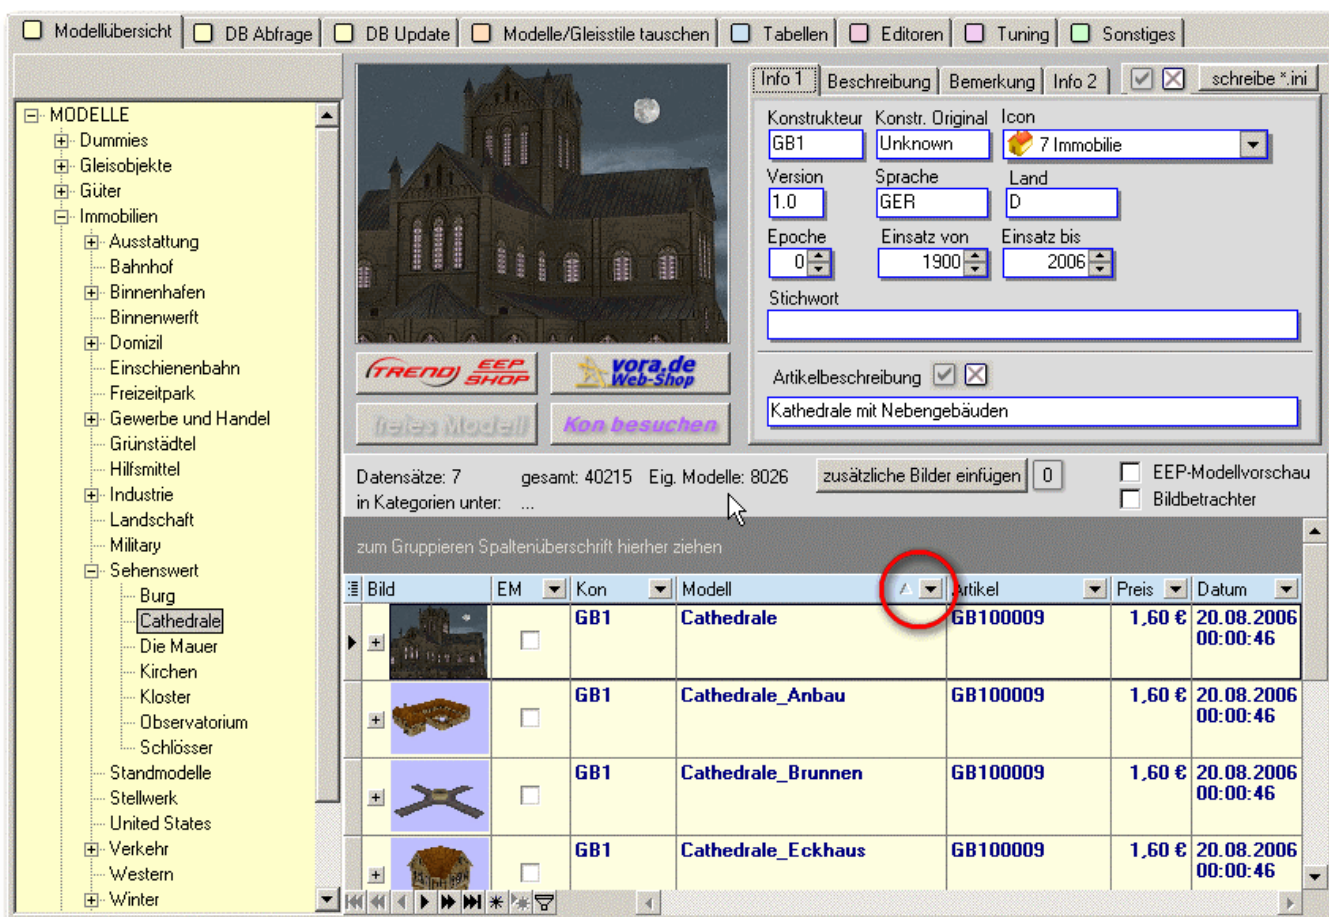 Modellübersicht
DB Abfrage
DB Update
Modelle/Gleisstile tauschen
Tabellen
Editoren
Tuning
Sonstiges
MODELLE
Dummies
Gleisobjekte
Güter
Immobilien
Ausstattung
Bahnhof
Binnenhafen
Binnenwerft
Domizil
Einschienenbahn
Freizeitpark
Gewerbe und Handel
Grünstädtel
Hilfsmittel
Industrie
Landschaft
Military
Sehenswert
Burg
Cathedrale
Die Mauer
Kirchen
Kloster
Observatorium
Schlösser
Standmodelle
Stellwerk
United States
Verkehr
Western
Winter
TREND EEP SHOP
vora.de
Web-Shop
freies Modell
Kon besuchen
Info 1
Beschreibung
Bemerkung
Info 2
schreibe *.ini
Konstrukteur Konstr. Original Icon
GB1 Unknown 7 Immobilie
Version Sprache Land
1.0 GER D
Epoche Einsatz von Einsatz bis
0 1900 2006
Stichwort
Artikelbeschreibung
Kathedrale mit Nebengebäuden
Datensätze: 7 gesamt: 40215 Eig. Modelle: 8026 zusätzliche Bilder einfügen 0
in Kategorien unter: ...
EEP-Modellvorschau
Bildbetrachter
zum Gruppieren Spaltenüberschrift hierher ziehen
Bild EM Kon Modell Artikel Preis Datum
GB1 Cathedrale GB100009 1,60 € 20.08.2006
00:00:46
GB1 Cathedrale_Anbau GB100009 1,60 € 20.08.2006
00:00:46
GB1 Cathedrale_Brunnen GB100009 1,60 € 20.08.2006
00:00:46
GB1 Cathedrale_Eckhaus GB100009 1,60 € 20.08.2006
00:00:46